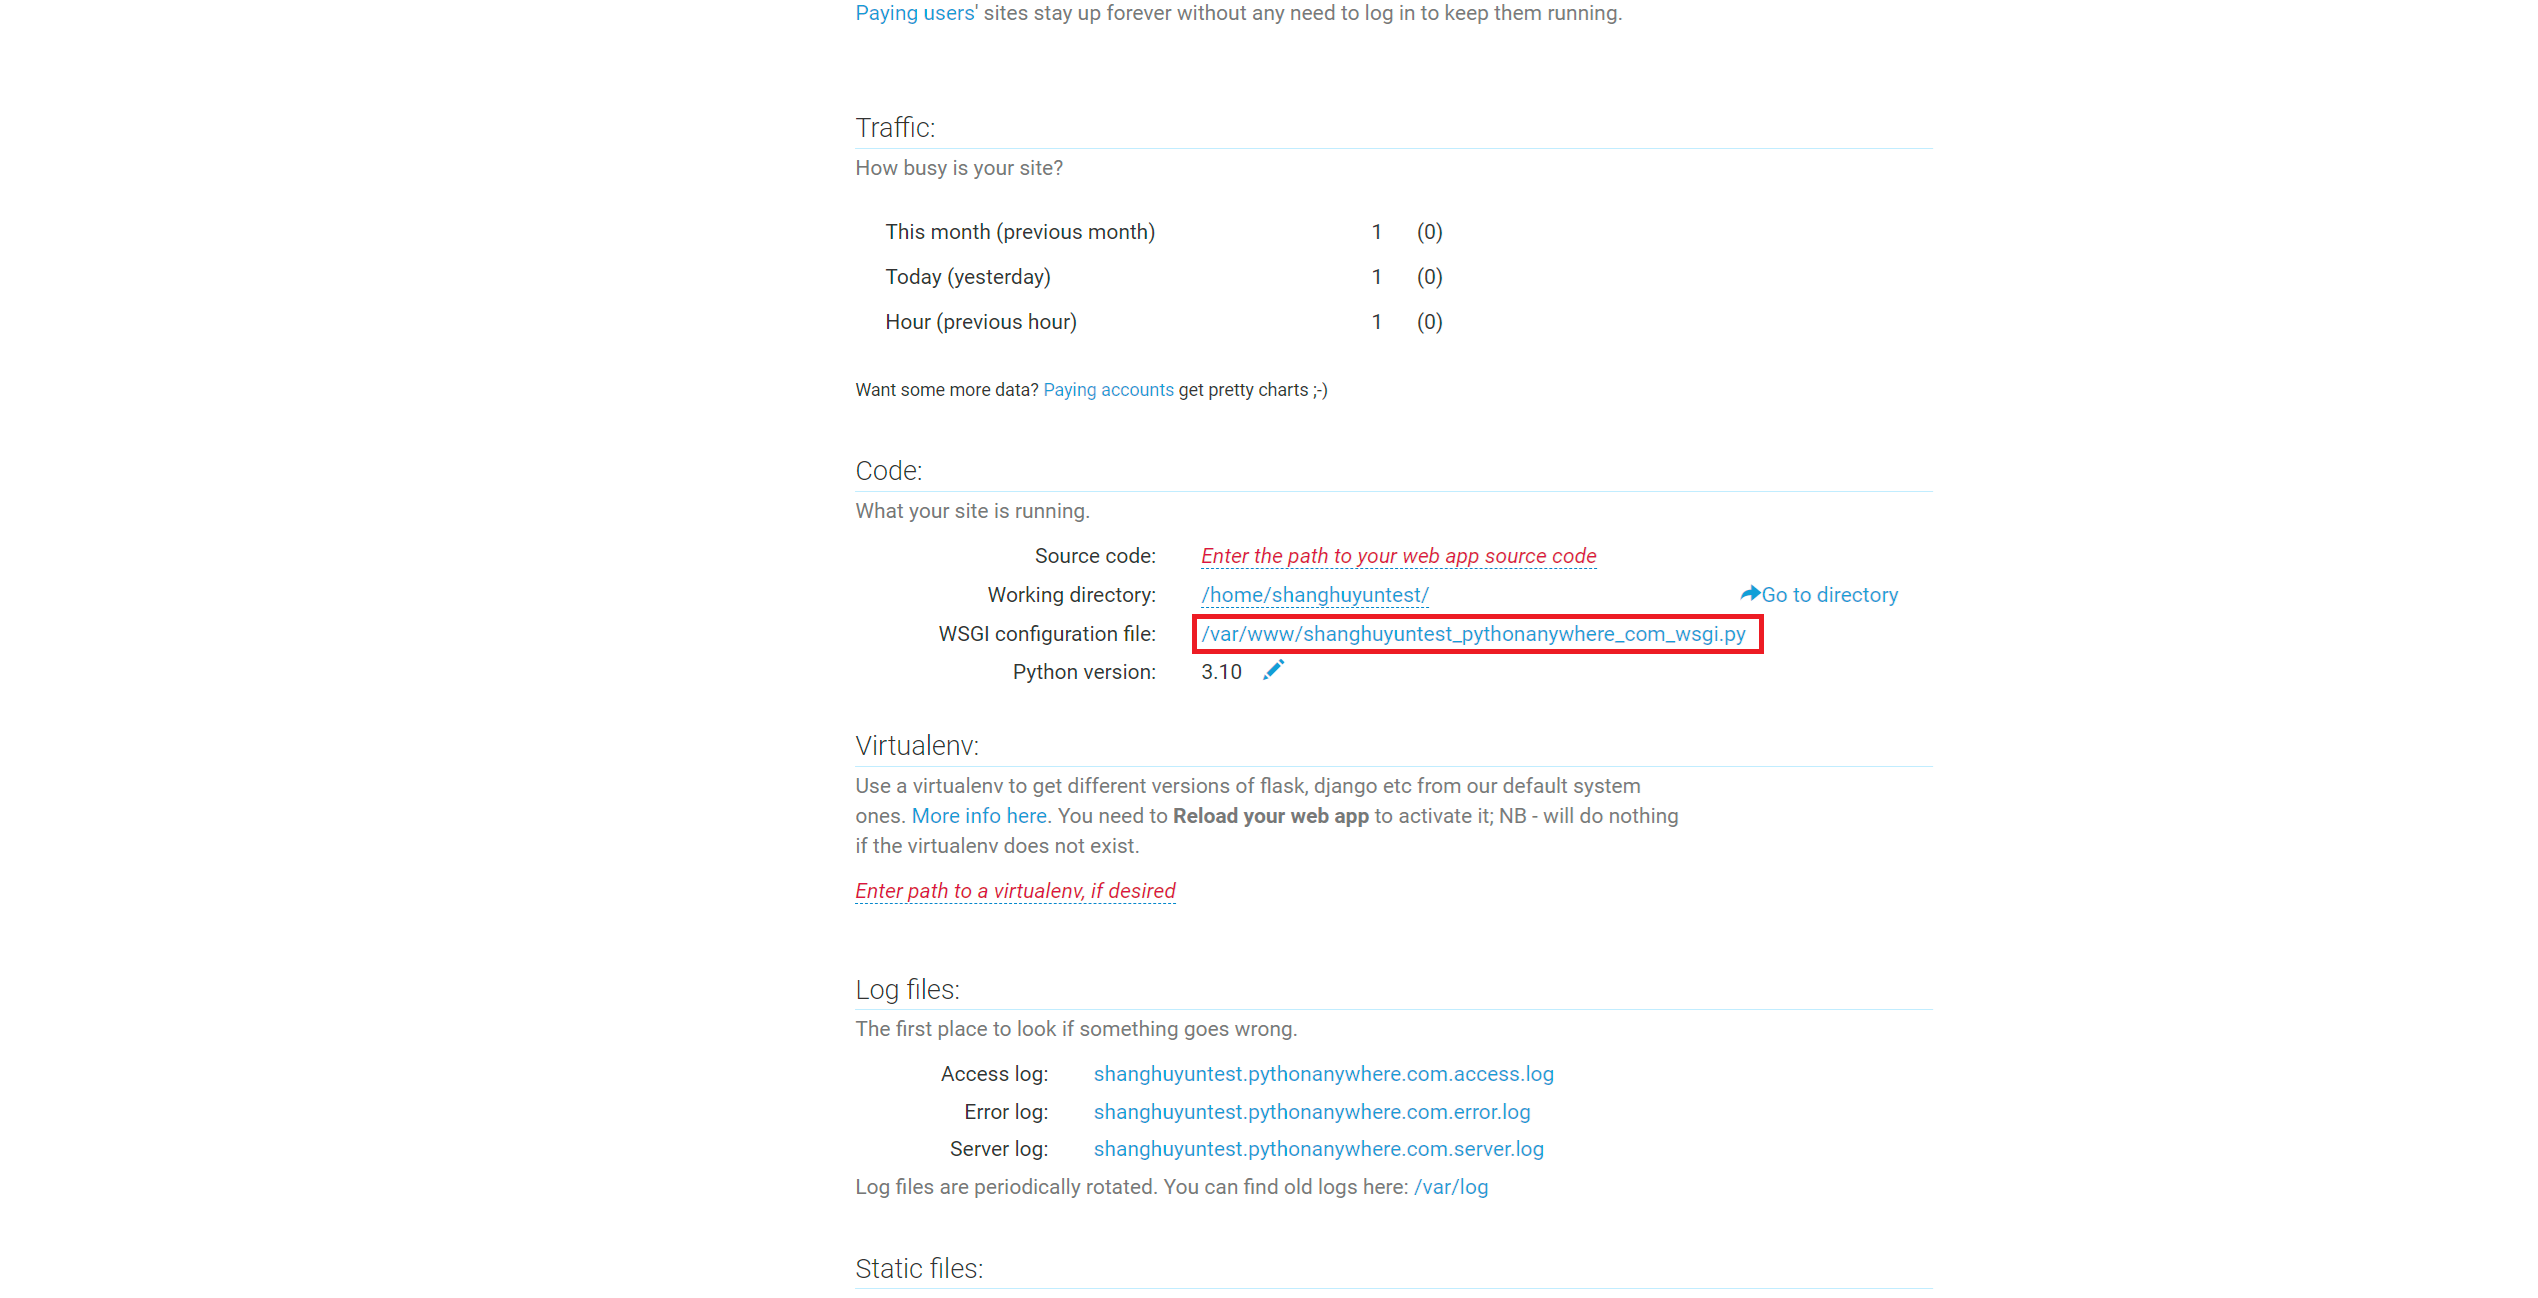 Paying users' sites stay up forever without any need to log in to keep them running.
Traffic:
How busy is your site?
This month (previous month) 1 (0)
Today (yesterday) 1 (0)
Hour (previous hour) 1 (0)
Want some more data? Paying accounts get pretty charts ;-)
Code:
What your site is running.
Source code: Enter the path to your web app source code
Working directory: /home/shanghuyuntest/ Go to directory
WSGI configuration file: /var/www/shanghuyuntest_pythonanywhere_com_wsgi.py
Python version: 3.10
Virtualenv:
Use a virtualenv to get different versions of flask, django etc from our default system
ones. More info here. You need to Reload your web app to activate it; NB - will do nothing
if the virtualenv does not exist.
Enter path to a virtualenv, if desired
Log files:
The first place to look if something goes wrong.
Access log: shanghuyuntest.pythonanywhere.com.access.log
Error log: shanghuyuntest.pythonanywhere.com.error.log
Server log: shanghuyuntest.pythonanywhere.com.server.log
Log files are periodically rotated. You can find old logs here: /var/log
Static files: